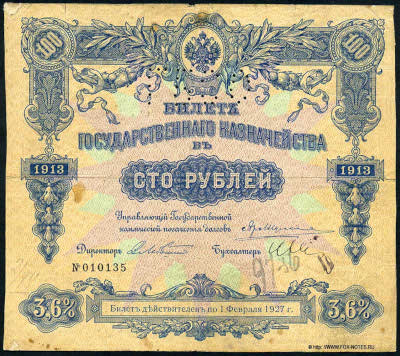 100 100
БИЛЕТЪ
ГОСУДАРСТВЕННАГО КАЗНАЧЕЙСТВА
ВЪ
1913 1913
СТО РУБЛЕЙ
Управляющій Государственной
коммисіей погашенія долговъ
Директоръ Бухгалтеръ
№ 010135
3,6% 3,6%
Билетъ дѣйствителенъ по 1 Февраля 1927 г.
WWW.FOX-NOTES.RU